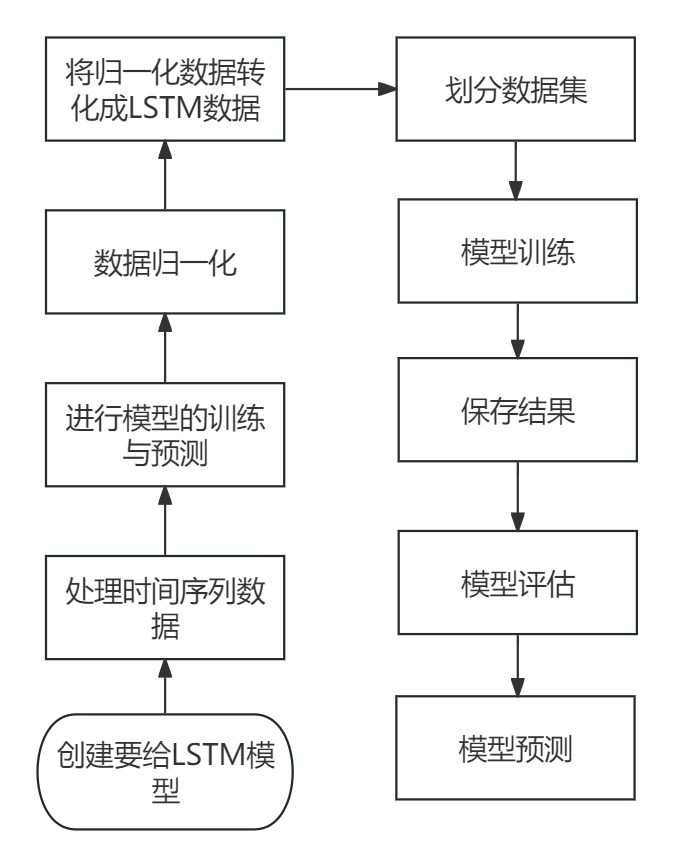 将归一化数据转
化成LSTM数据
划分数据集
数据归一化
模型训练
进行模型的训练
与预测
保存结果
处理时间序列数
据
模型评估
创建要给LSTM模
型
模型预测